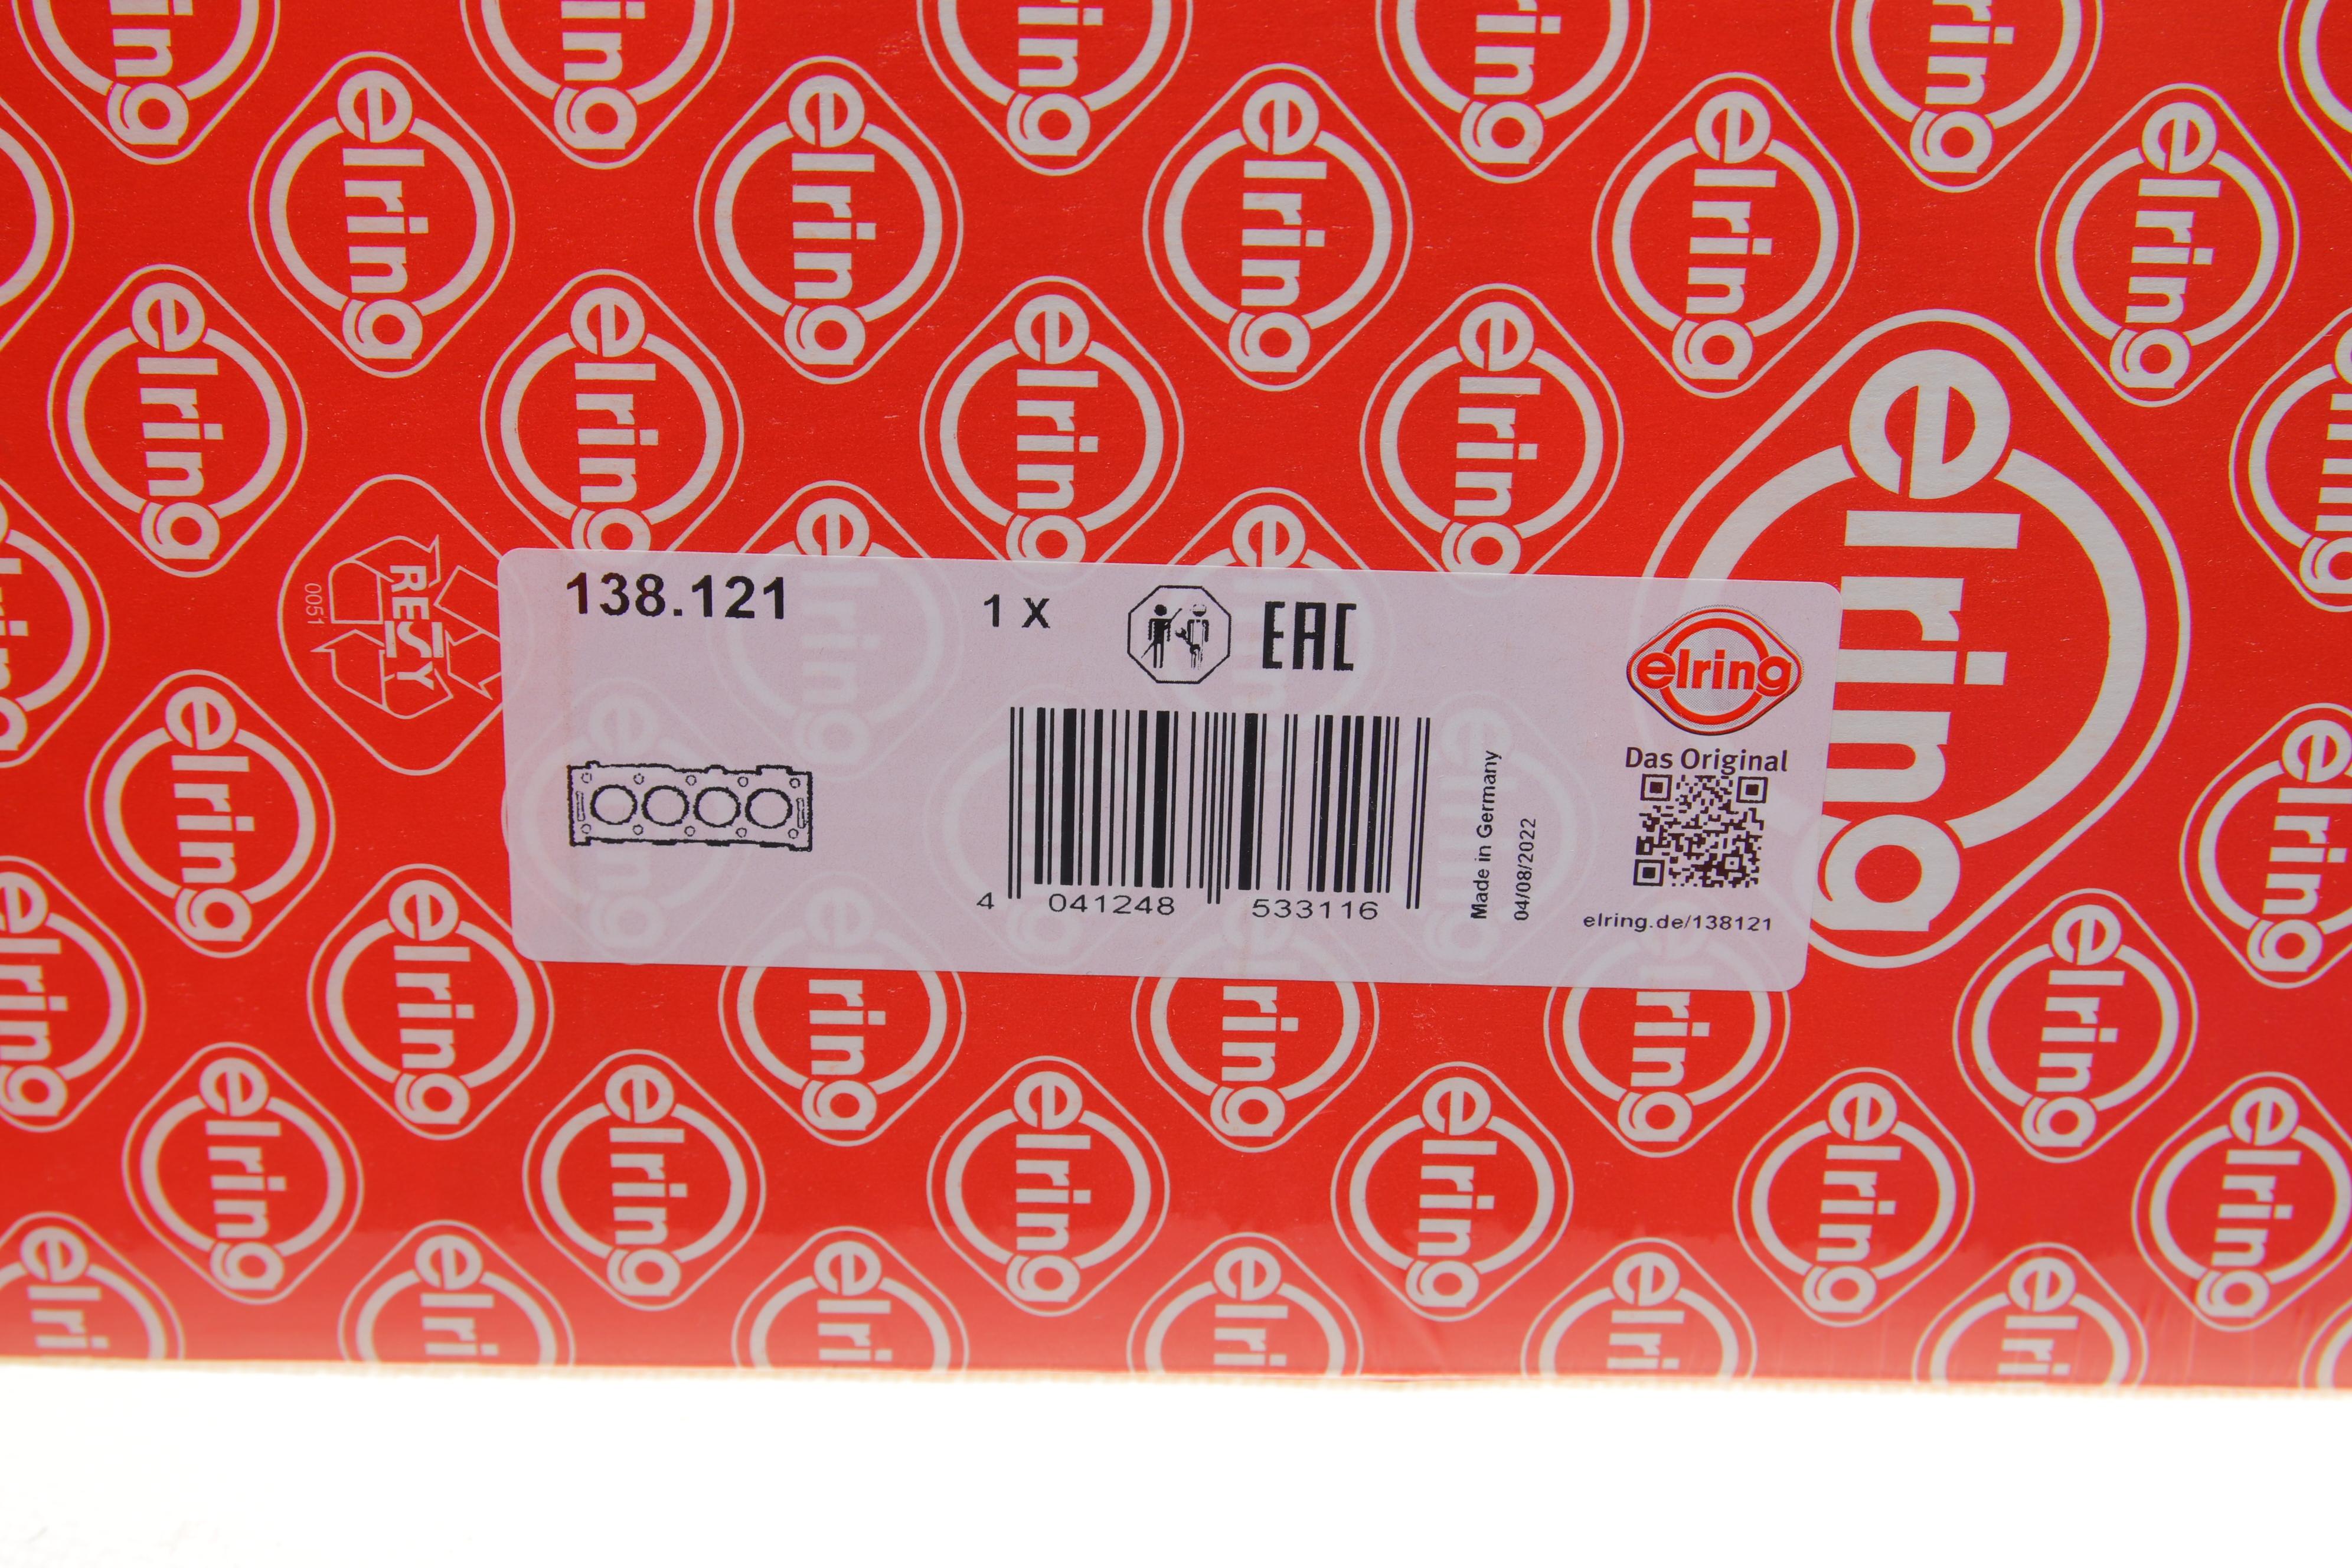 138.121
1 X
EAC
elring
Das Original
4 041248 533116
Made in Germany
04/08/2022
elring.de/138121
RESY
0051
elring